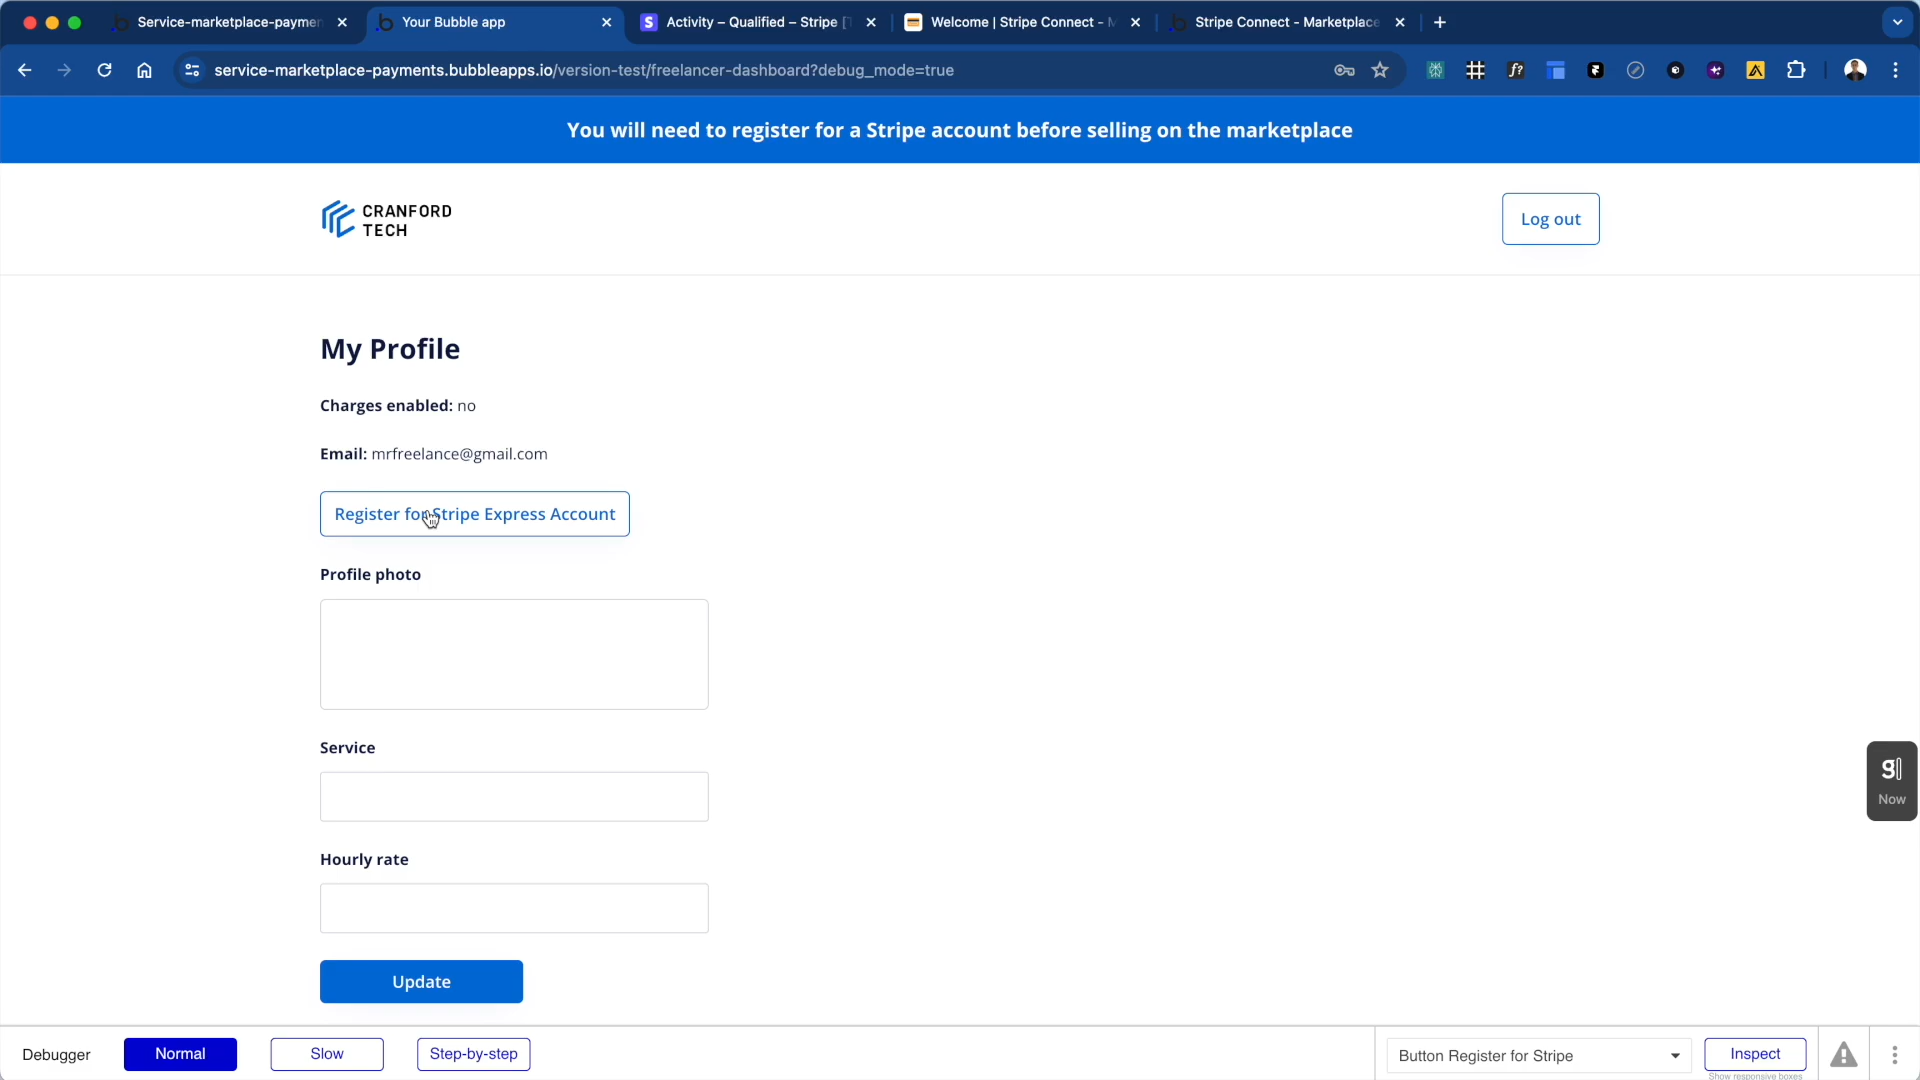 Service-marketplace-paymen
Your Bubble app
Activity – Qualified – Stripe [T
Welcome | Stripe Connect - M
Stripe Connect - Marketplace
service-marketplace-payments.bubbleapps.io/version-test/freelancer-dashboard?debug_mode=true
You will need to register for a Stripe account before selling on the marketplace
CRANFORD
TECH
Log out
My Profile
Charges enabled: no
Email: mrfreelance@gmail.com
Register for Stripe Express Account
Profile photo
Service
Hourly rate
Update
g|
Now
Debugger
Normal
Slow
Step-by-step
Button Register for Stripe
Inspect
Show responsive boxes